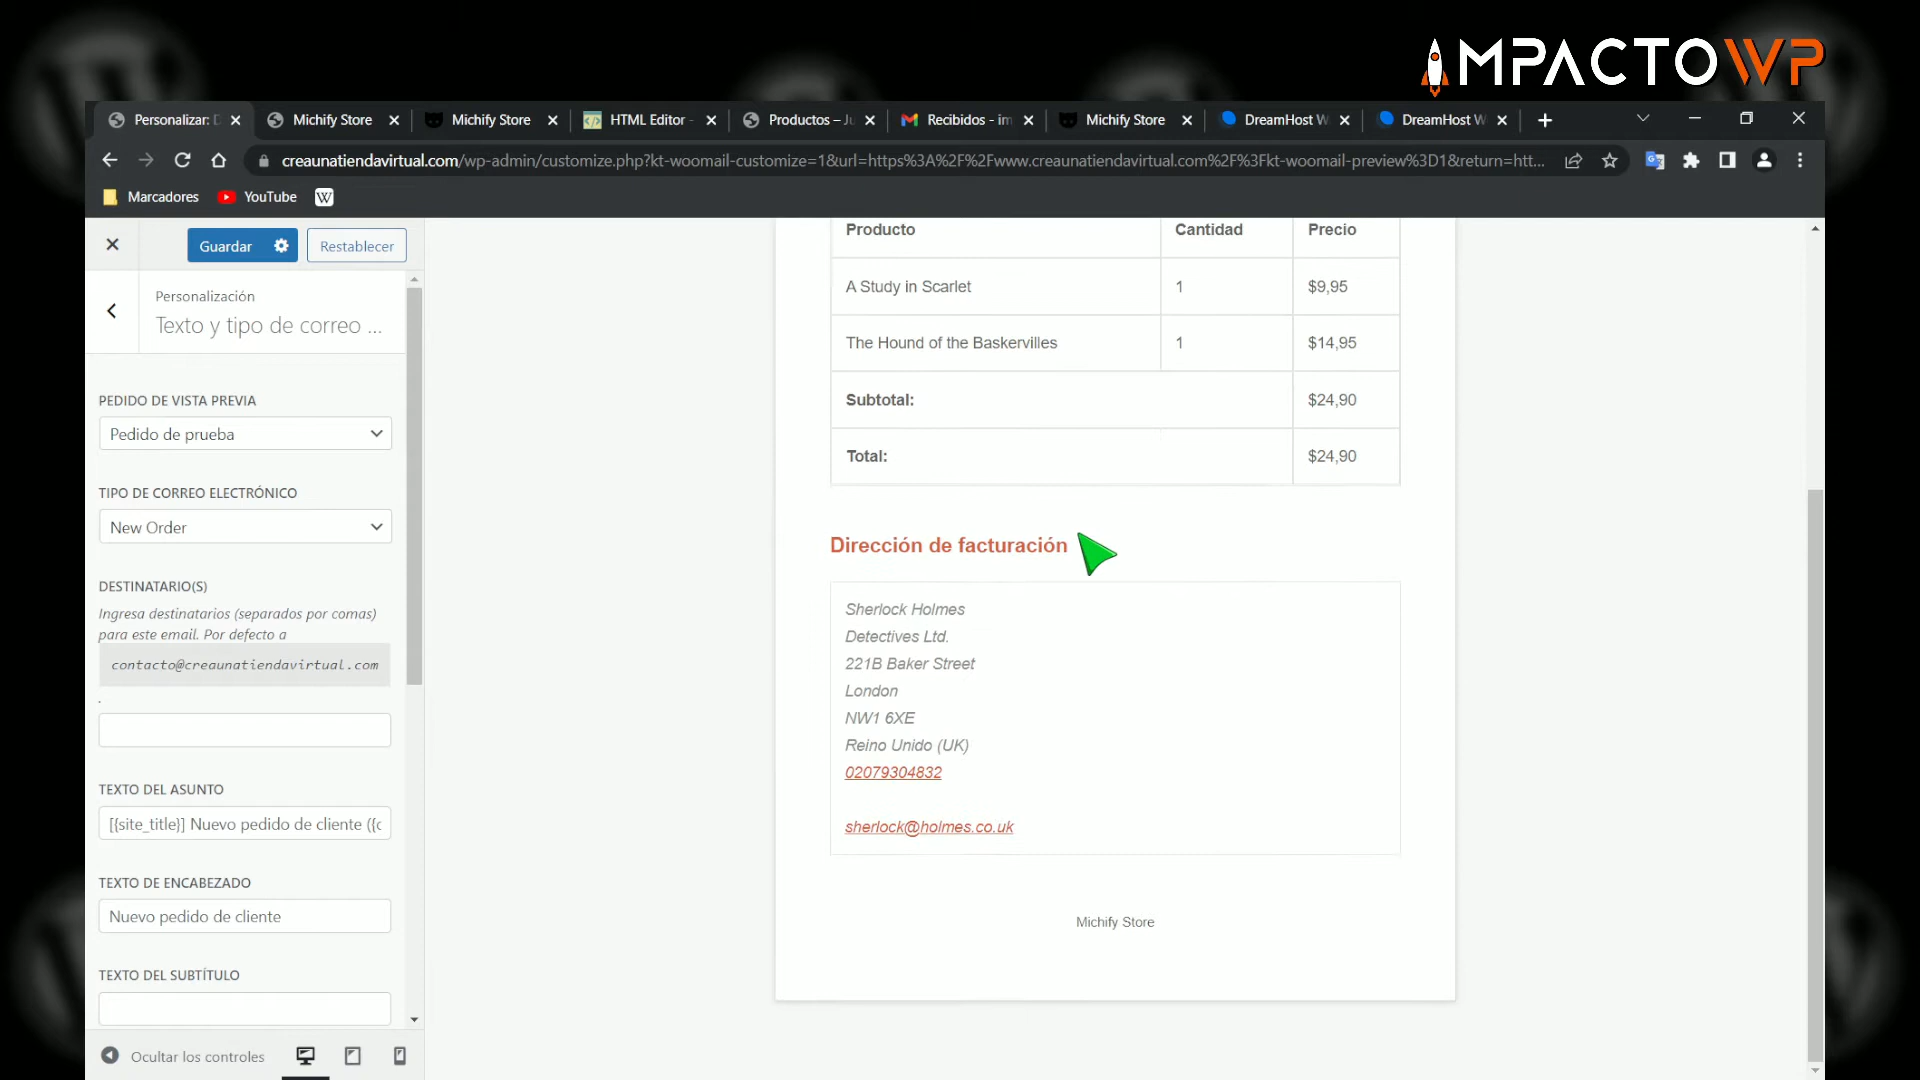 IMPACTOWP
Personalizar: D
Michify Store
Michify Store
HTML Editor -
Productos – Ju
Recibidos - im
Michify Store
DreamHost W
DreamHost W
creaunatiendavirtual.com/wp-admin/customize.php?kt-woomail-customize=1&url=https%3A%2F%2Fwww.creaunatiendavirtual.com%2F%3Fkt-woomail-preview%3D1&return=htt...
Marcadores
YouTube
W
Guardar
Restablecer
Personalización
Texto y tipo de correo ...
PEDIDO DE VISTA PREVIA
Pedido de prueba
TIPO DE CORREO ELECTRÓNICO
New Order
DESTINATARIO(S)
Ingresa destinatarios (separados por comas)
para este email. Por defecto a
contacto@creaunatiendavirtual.com
.
TEXTO DEL ASUNTO
[{site_title}] Nuevo pedido de cliente ({c
TEXTO DE ENCABEZADO
Nuevo pedido de cliente
TEXTO DEL SUBTÍTULO
Ocultar los controles
Producto Cantidad Precio
A Study in Scarlet 1 $9,95
The Hound of the Baskervilles 1 $14,95
Subtotal: $24,90
Total: $24,90
Dirección de facturación
Sherlock Holmes
Detectives Ltd.
221B Baker Street
London
NW1 6XE
Reino Unido (UK)
02079304832
sherlock@holmes.co.uk
Michify Store